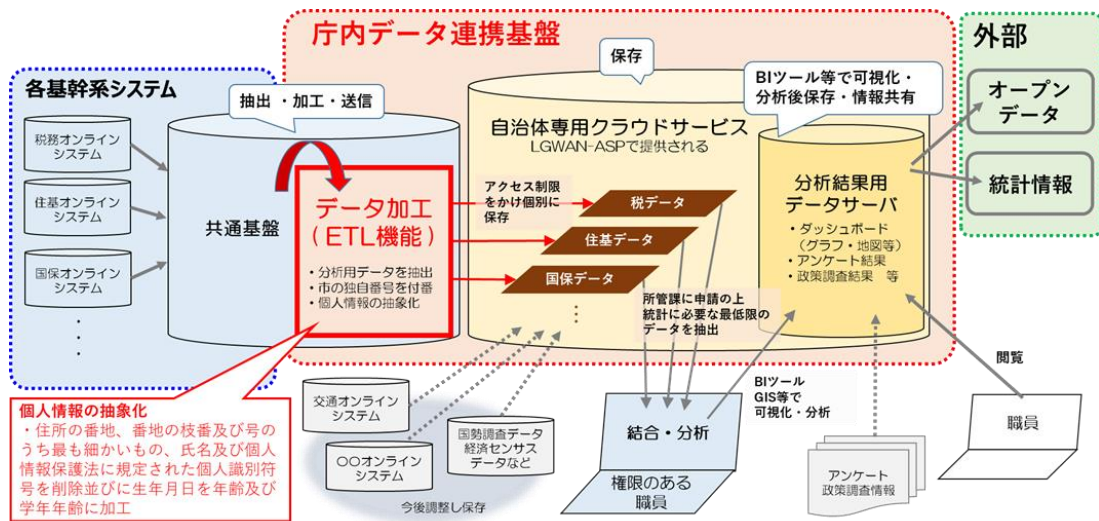 庁内データ連携基盤
外部
各基幹系システム
抽出・加工・送信
保存
BIツール等で可視化・
分析後保存・情報共有
オープン
データ
統計情報
税務オンライン
システム
住基オンライン
システム
国保オンライン
システム
・
・
・
共通基盤
データ加工
(ETL機能)
・分析用データを抽出
・市の独自番号を付番
・個人情報の抽象化
自治体専用クラウドサービス
LGWAN-ASPで提供される
アクセス制限
をかけ個別に
保存
税データ
住基データ
国保データ
・
・
・
所管課に申請の上
統計に必要な最低限の
データを抽出
分析結果用
データサーバ
・ダッシュボード
(グラフ・地図等)
・アンケート結果
・政策調査結果 等
個人情報の抽象化
・住所の番地、番地の枝番及び号の
うち最も細かいもの、氏名及び個人
情報保護法に規定された個人識別符
号を削除並びに生年月日を年齢及び
学年年齢に加工
交通オンライン
システム
〇〇オンライン
システム
国勢調査データ
経済センサス
データなど
今後調整し保存
結合・分析
権限のある
職員
BIツール
GIS等で
可視化・分析
アンケート
政策調査情報
閲覧
職員